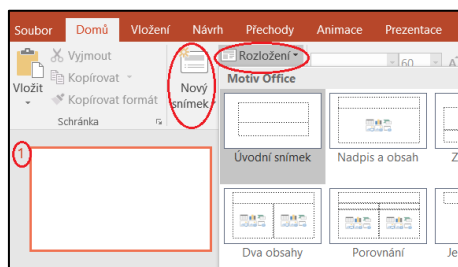 Soubor Domů Vložení Návrh Přechody Animace Prezentace
Vyjmout
Kopírovat
Kopírovat formát
Vložit
Schránka
Nový
snímek
Rozložení
60
Motiv Office
Úvodní snímek Nadpis a obsah
Dva obsahy Porovnání
1